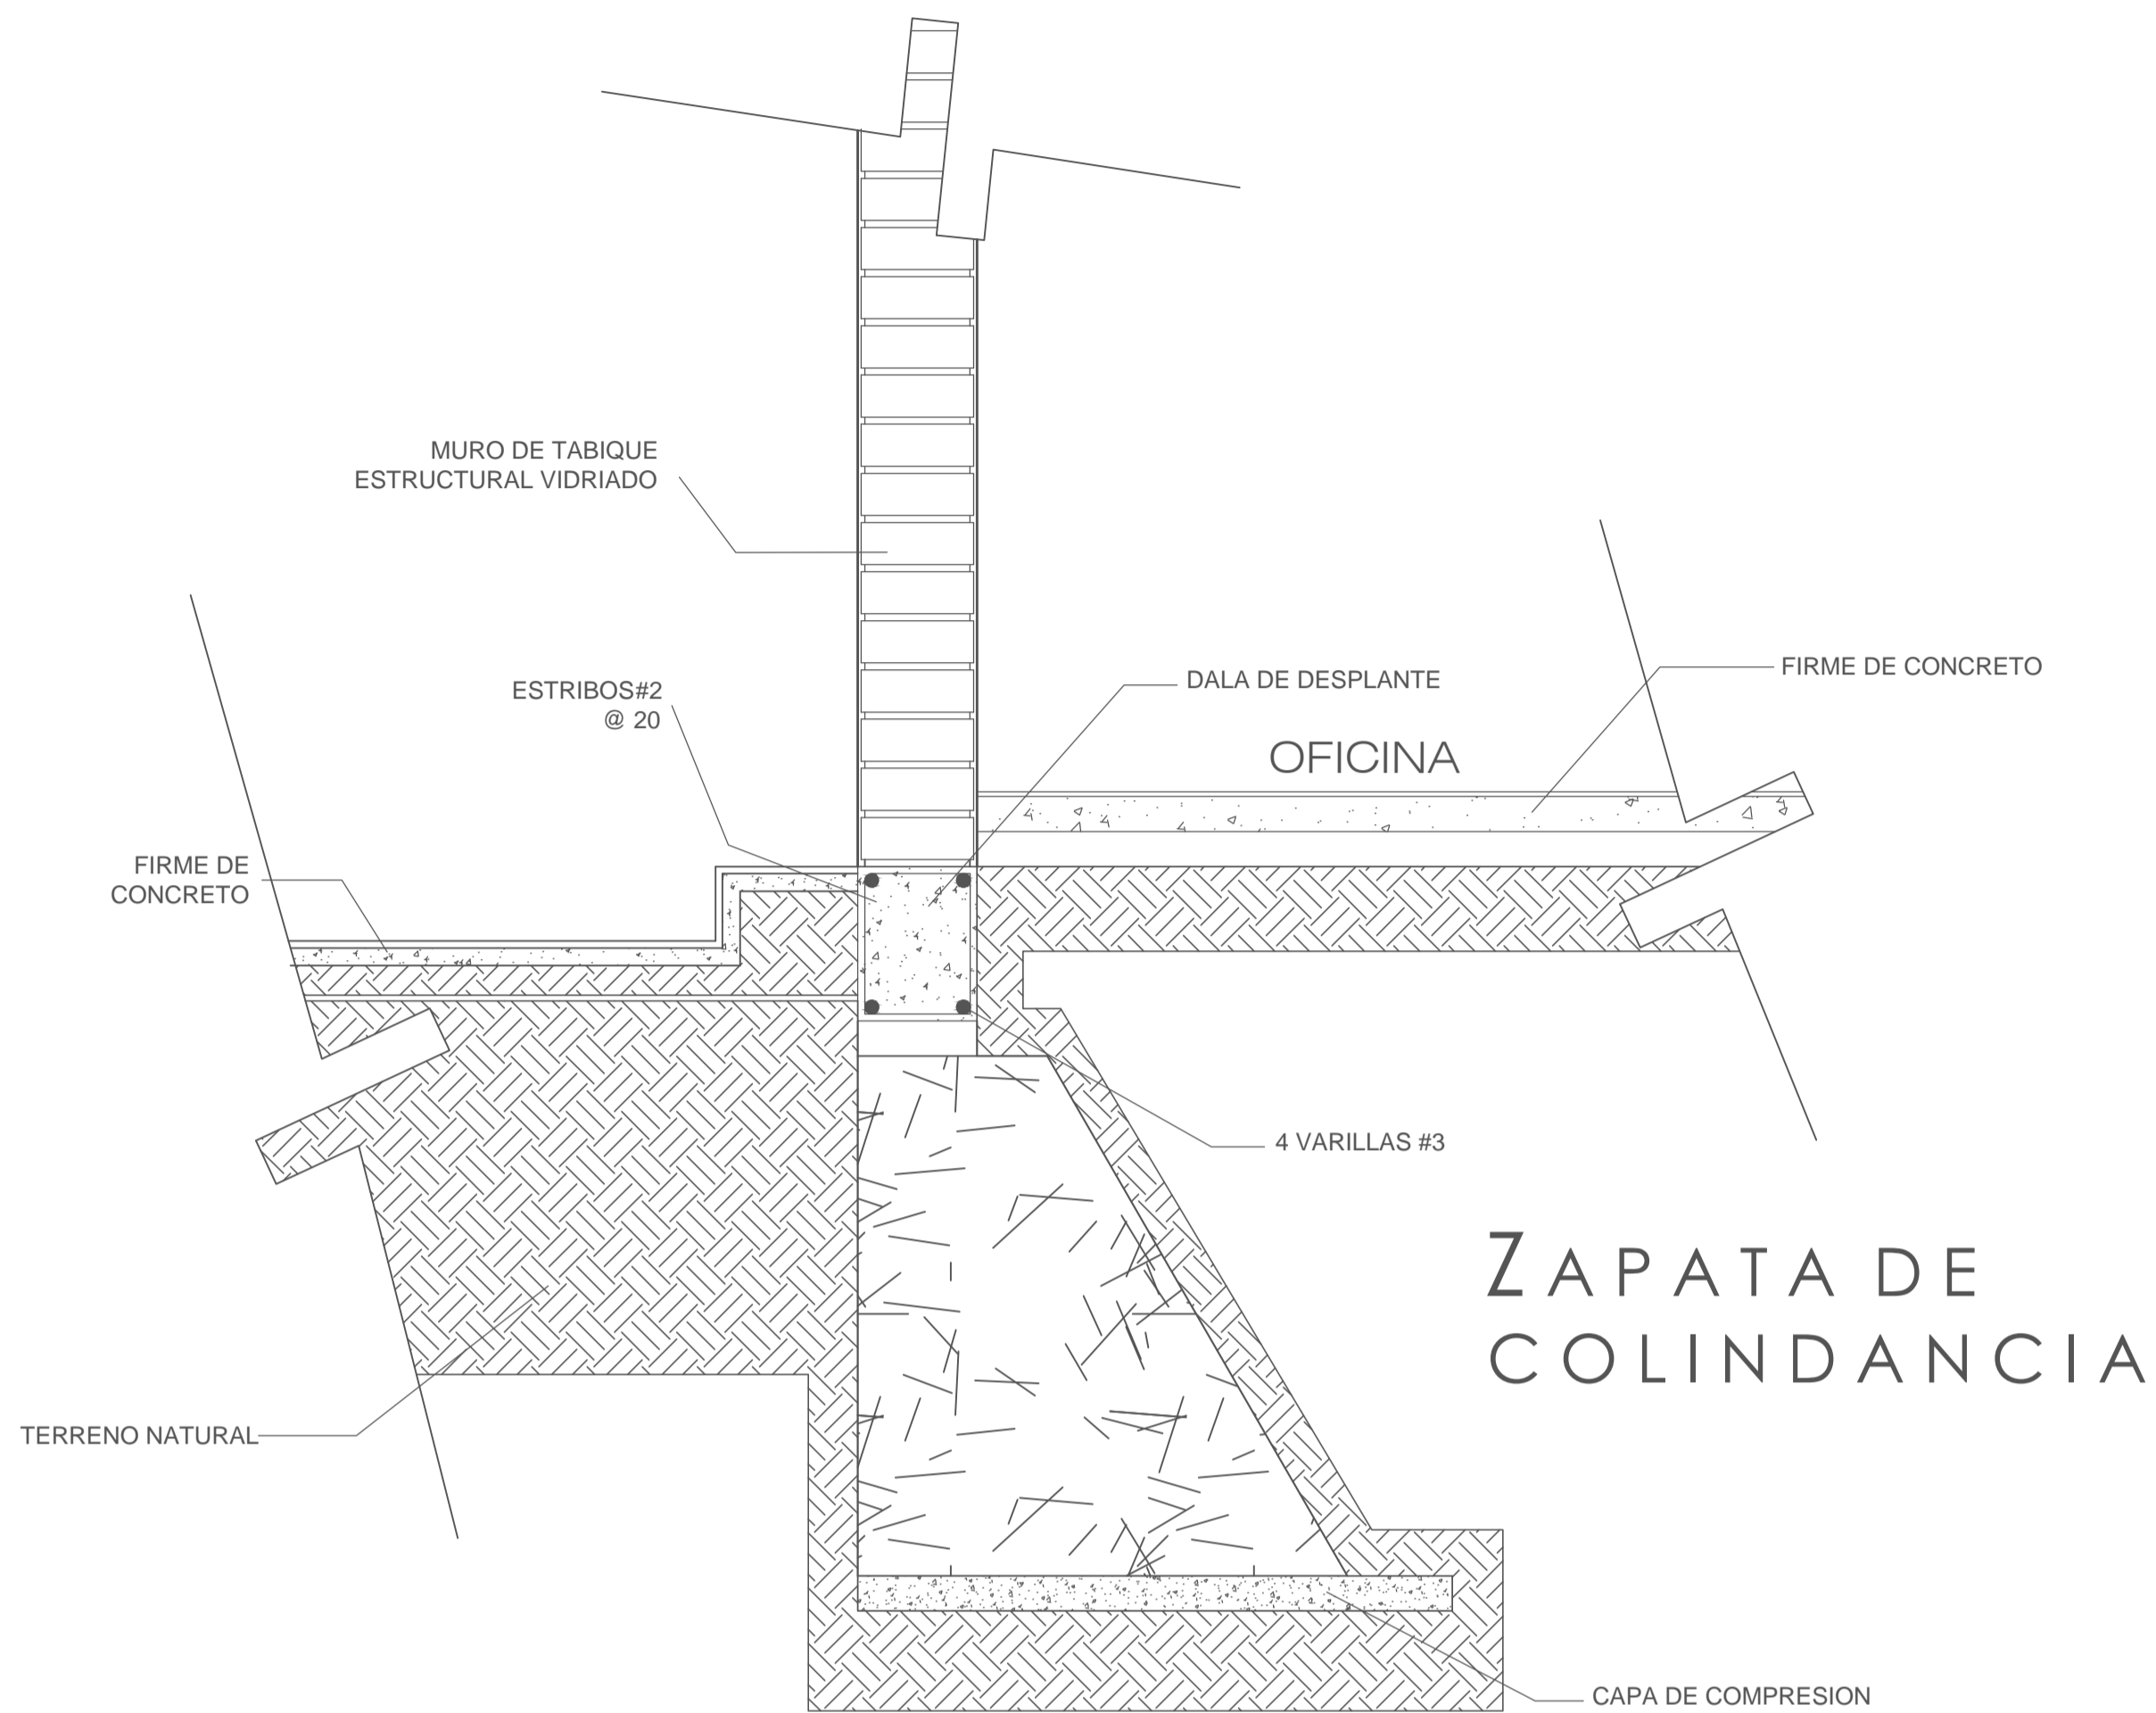 MURO DE TABIQUE
ESTRUCTURAL VIDRIADO
ESTRIBOS#2
@ 20
DALA DE DESPLANTE
FIRME DE CONCRETO
OFICINA
FIRME DE
CONCRETO
4 VARILLAS #3
ZAPATA DE
COLINDANCIA
TERRENO NATURAL
CAPA DE COMPRESION